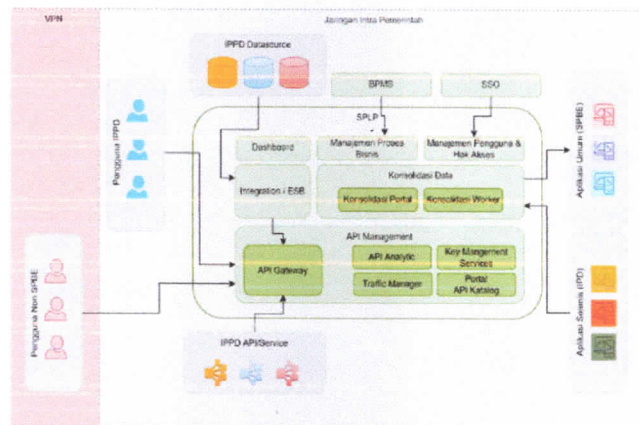 VPN
Jaringan Intra Pemerintah
IPPD Datasource
BPMS
SSO
SPLP
Pengguna IPPD
Dashboard
Manajemen Proses
Bisnis
Manajemen Pengguna &
Hak Akses
Aplikasi Umum (SPBE)
Integration / ESB
Konsolidasi Data
Konsolidasi Portal
Konsolidasi Worker
API Management
API Gateway
API Analytic
Key Mangement
Services
Traffic Manager
Portal
API Katalog
Pengguna Non SPBE
IPPD API/Service
Aplikasi Sejenis (IPD)